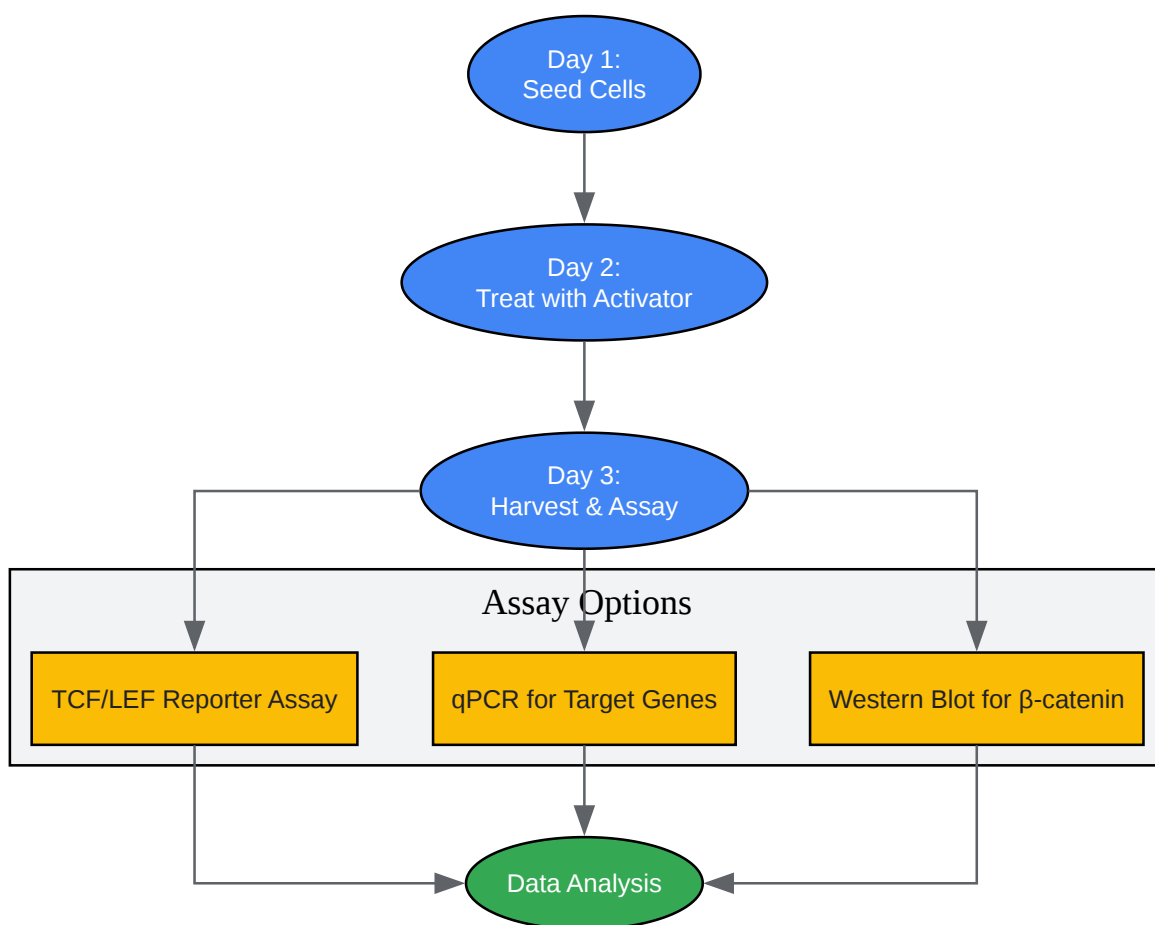 Day 1:
Seed Cells
Day 2:
Treat with Activator
Day 3:
Harvest & Assay
Assay Options
TCF/LEF Reporter Assay
qPCR for Target Genes
Western Blot for β-catenin
Data Analysis